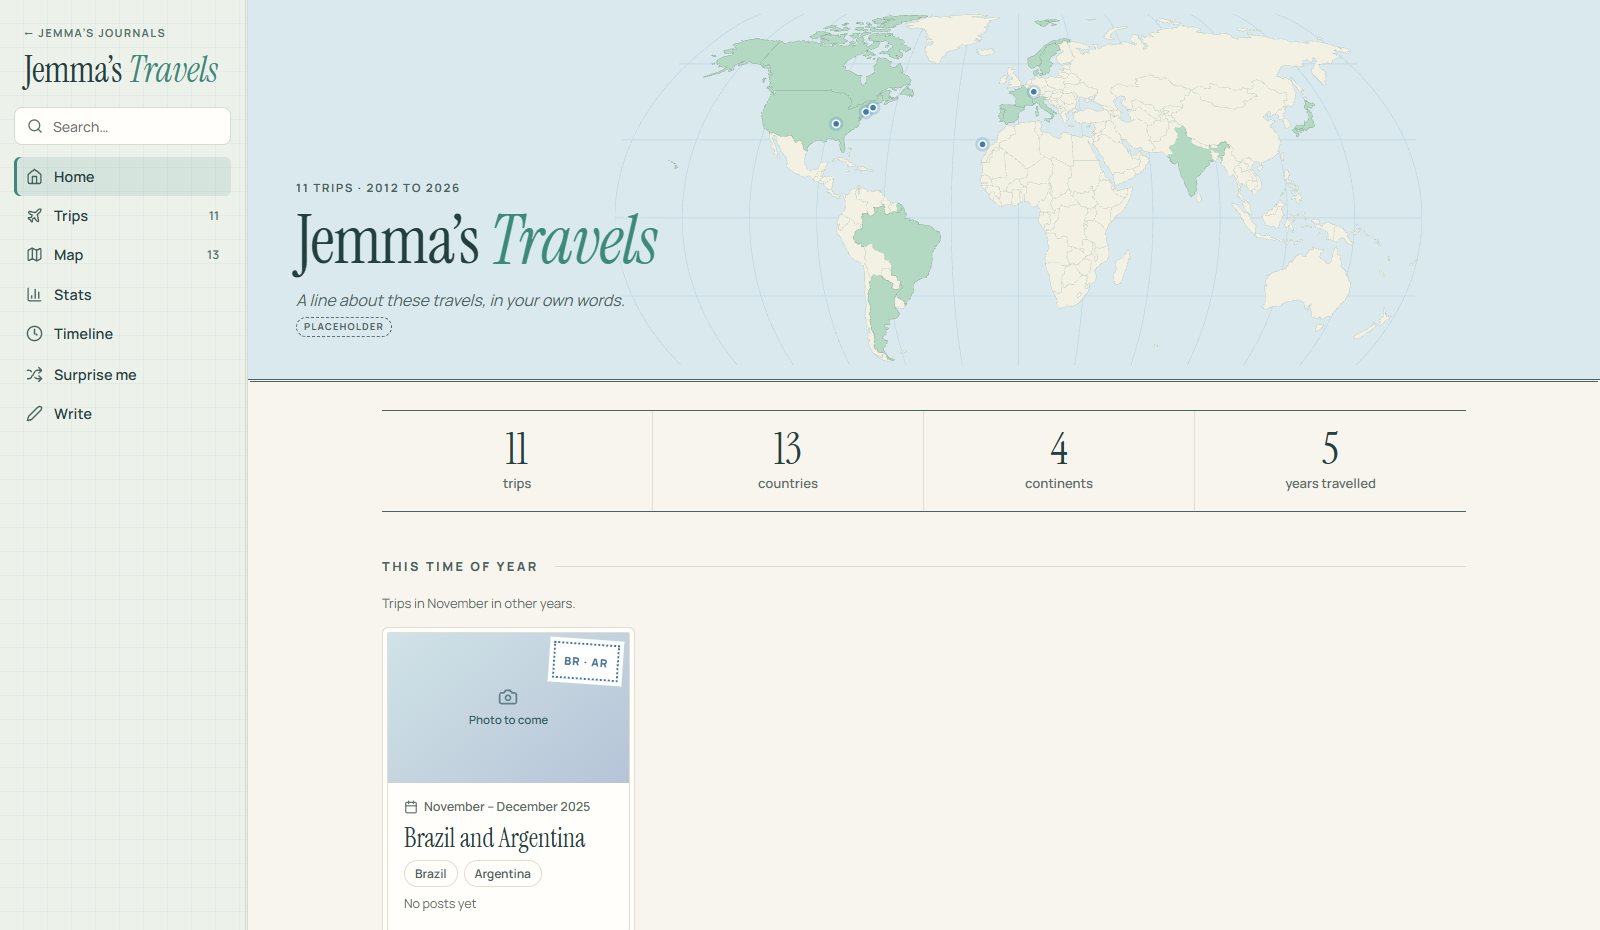 ← JEMMA'S JOURNALS
Jemma's Travels
Search...
Home
Trips 11
Map 13
Stats
Timeline
Surprise me
Write
11 TRIPS · 2012 TO 2026
Jemma's Travels
A line about these travels, in your own words.
PLACEHOLDER
11
trips
13
countries
4
continents
5
years travelled
THIS TIME OF YEAR
Trips in November in other years.
BR · AR
Photo to come
November – December 2025
Brazil and Argentina
Brazil Argentina
No posts yet